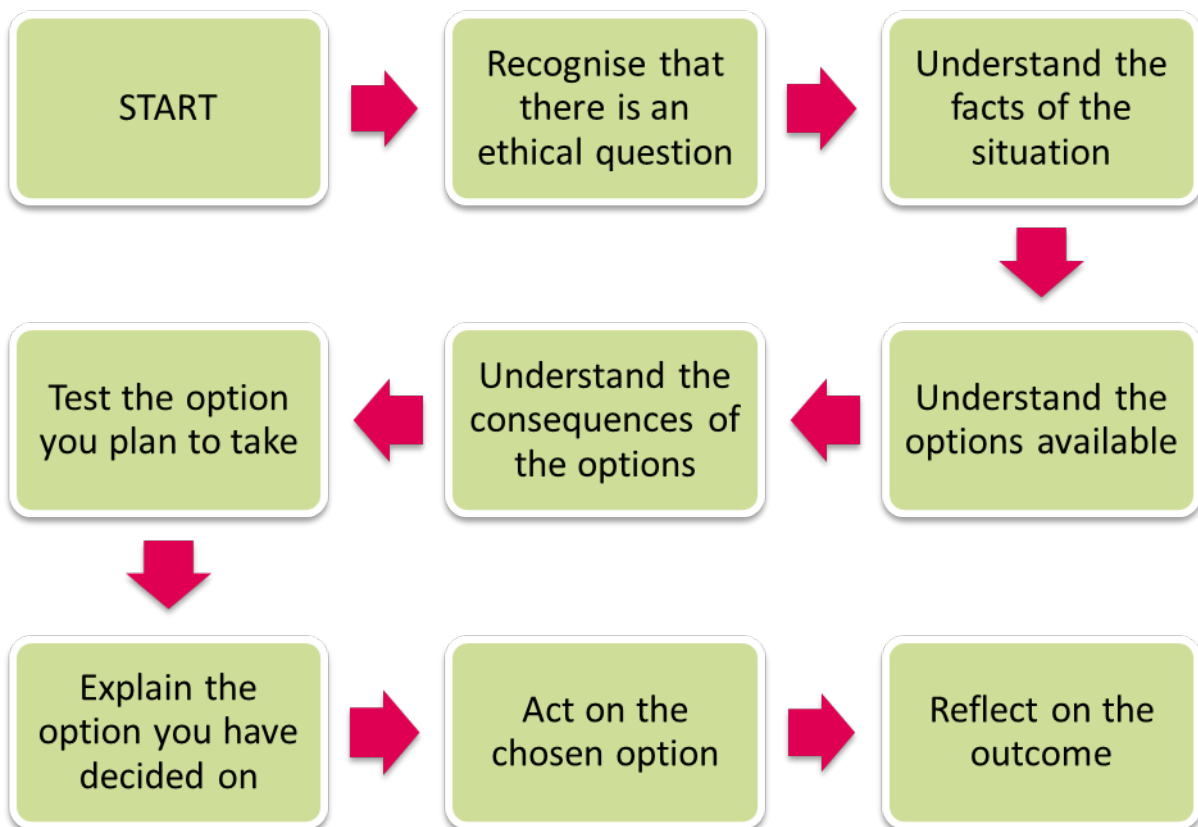 START
Recognise that
there is an
ethical question
Understand the
facts of the
situation
Understand the
options available
Understand the
consequences of
the options
Test the option
you plan to take
Explain the
option you have
decided on
Act on the
chosen option
Reflect on the
outcome